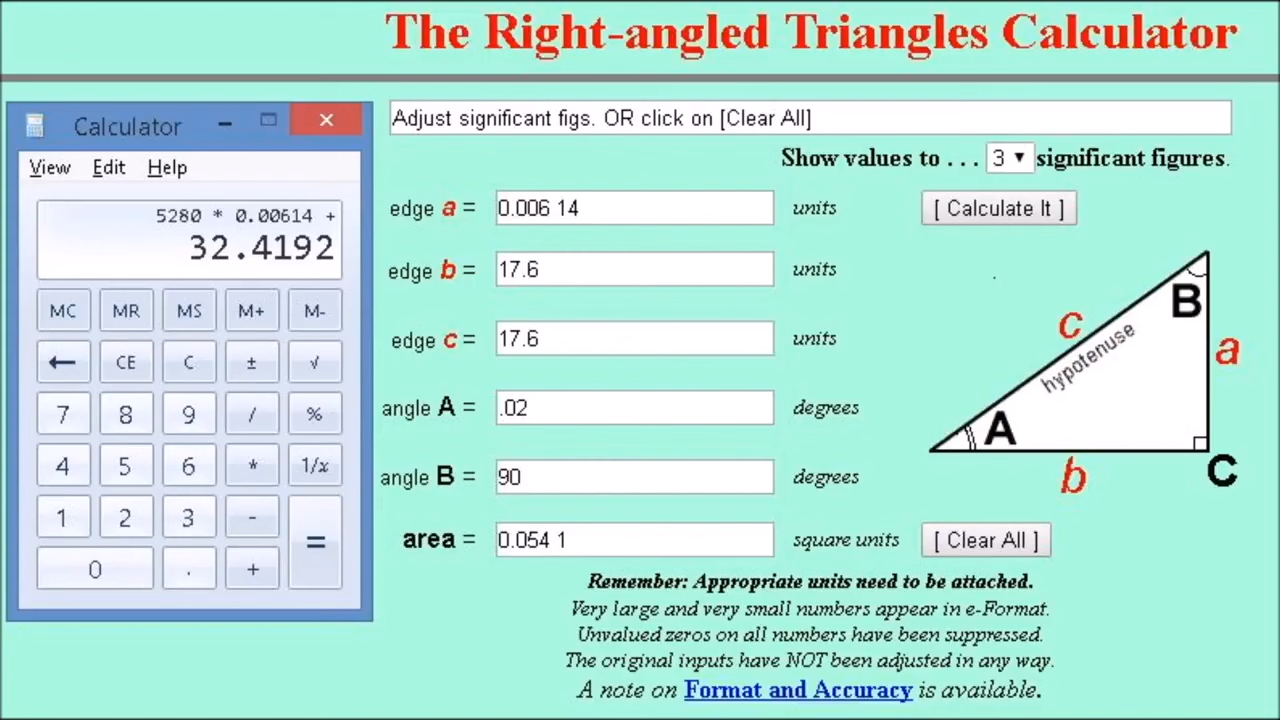 The Right-angled Triangles Calculator
Calculator
View Edit Help
5280 * 0.00614 +
32.4192
MC MR MS M+ M-
← CE C ± √
7 8 9 / %
4 5 6 * 1/x
1 2 3 - =
0 . +
Adjust significant figs. OR click on [Clear All]
Show values to . . . 3 ▼ significant figures.
edge a = 0.006 14 units [ Calculate It ]
edge b = 17.6 units
edge c = 17.6 units
angle A = .02 degrees
angle B = 90 degrees
area = 0.054 1 square units [ Clear All ]
B
c
hypotenuse
a
A
b
C
Remember: Appropriate units need to be attached.
Very large and very small numbers appear in e-Format.
Unvalued zeros on all numbers have been suppressed.
The original inputs have NOT been adjusted in any way.
A note on Format and Accuracy is available.